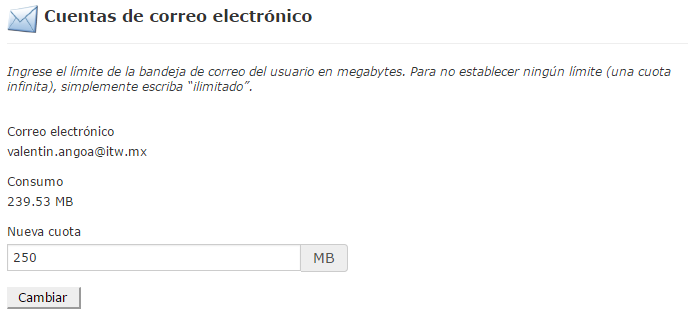 Cuentas de correo electrónico
Ingrese el límite de la bandeja de correo del usuario en megabytes. Para no establecer ningún límite (una cuota
infinita), simplemente escriba “ilimitado”.
Correo electrónico
valentin.angoa@itw.mx
Consumo
239.53 MB
Nueva cuota
250 MB
Cambiar